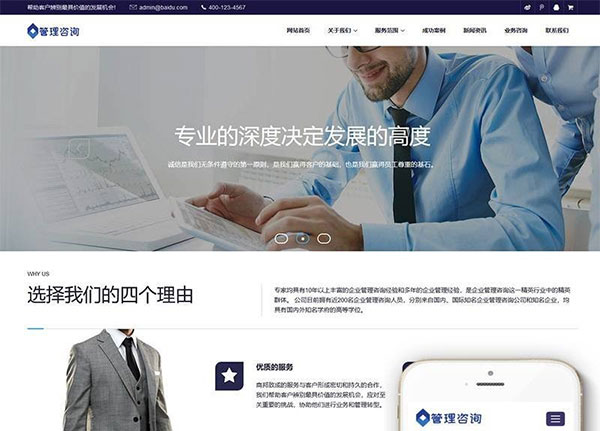 帮助客户辨别最具价值的发展机会!
admin@baidu.com
400-123-4567
管理咨询
网站首页 关于我们 服务范围 成功案例 新闻资讯 业务咨询 联系我们
专业的深度决定发展的高度
诚信是我们无条件遵守的第一原则，是我们赢得客户的基础，也是我们赢得员工尊重的基石。
WHY US
选择我们的四个理由
专家均具有10年以上丰富的企业管理咨询经验和多年的企业管理经验，是企业管理咨询这一精英行业中的精英
群体。 公司目前拥有近200名企业管理咨询人员，分别来自国内、国际知名企业管理咨询公司和知名企业，均
具有国内外知名学府的高等学位。
优质的服务
商邦致成的服务与客户形成密切和持久的合作，
我们帮助客户辨别最具价值的发展机会，应对至
关重要的挑战，协助他们进行业务和管理转型。
管理咨询